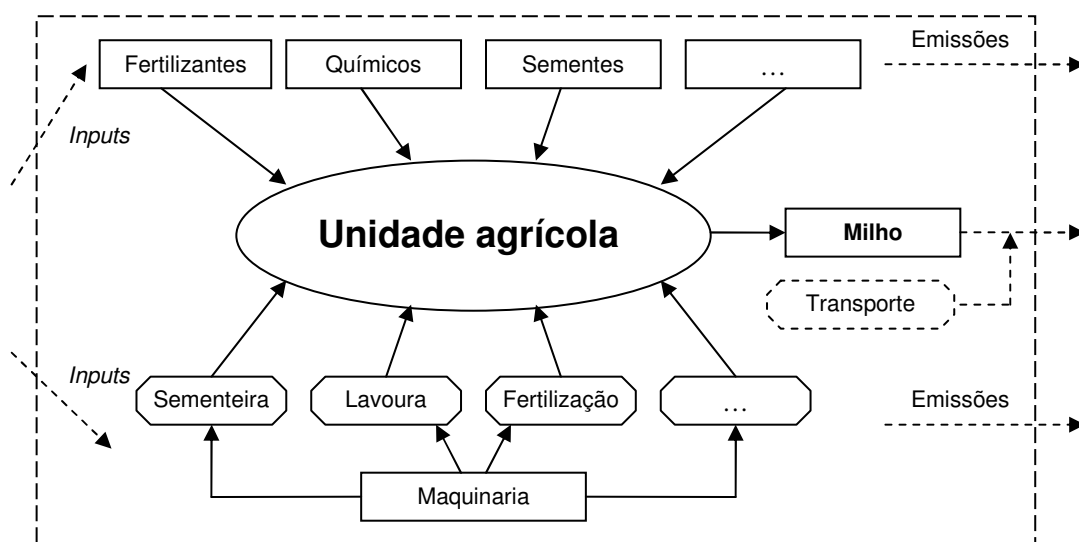 Emissões
Fertilizantes
Químicos
Sementes
…
Inputs
Unidade agrícola
Milho
Transporte
Inputs
Sementeira
Lavoura
Fertilização
…
Emissões
Maquinaria